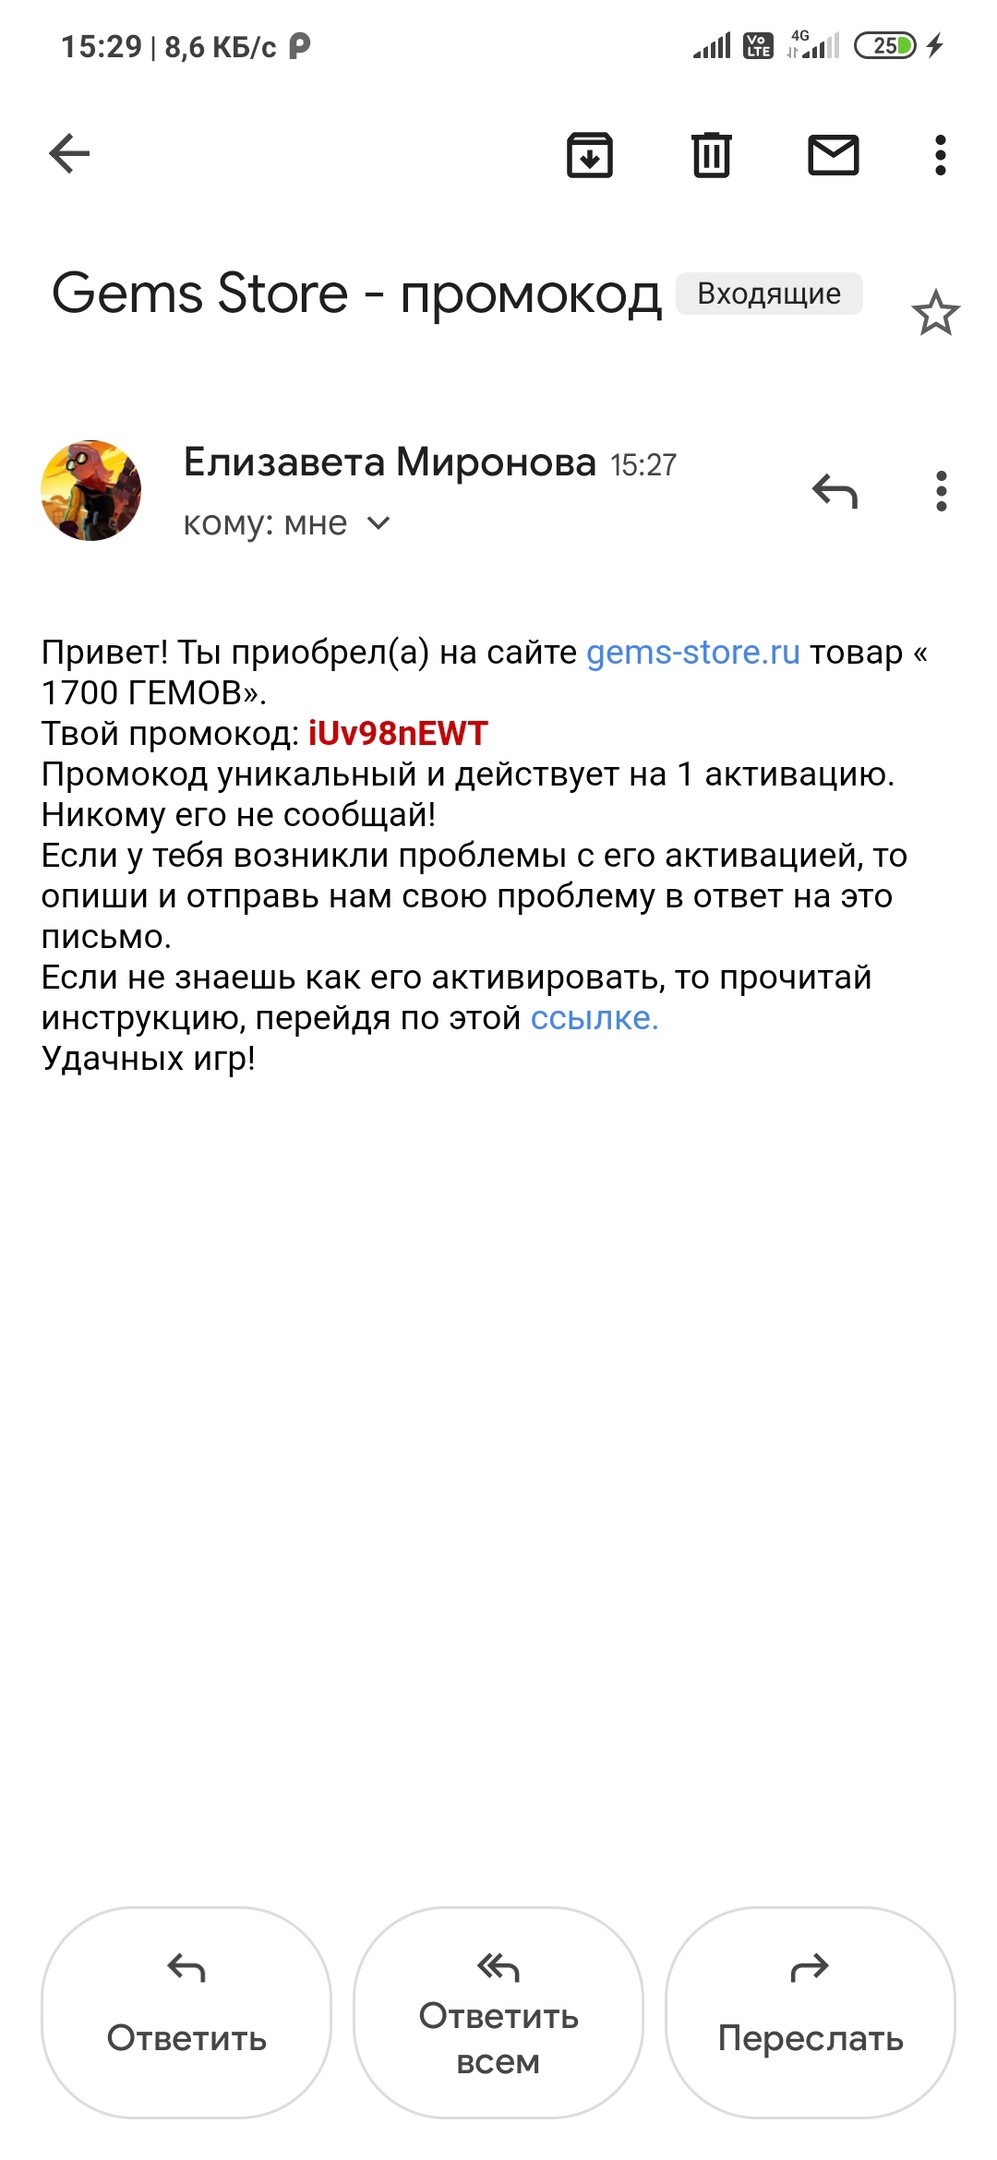 15:29 | 8,6 КБ/с
Vo LTE
4G
25
Gems Store - промокод
Входящие
Елизавета Миронова 15:27
кому: мне
Привет! Ты приобрел(а) на сайте gems-store.ru товар «
1700 ГЕМОВ».
Твой промокод: iUv98nEWT
Промокод уникальный и действует на 1 активацию.
Никому его не сообщай!
Если у тебя возникли проблемы с его активацией, то
опиши и отправь нам свою проблему в ответ на это
письмо.
Если не знаешь как его активировать, то прочитай
инструкцию, перейдя по этой ссылке.
Удачных игр!
Ответить
Ответить
всем
Переслать